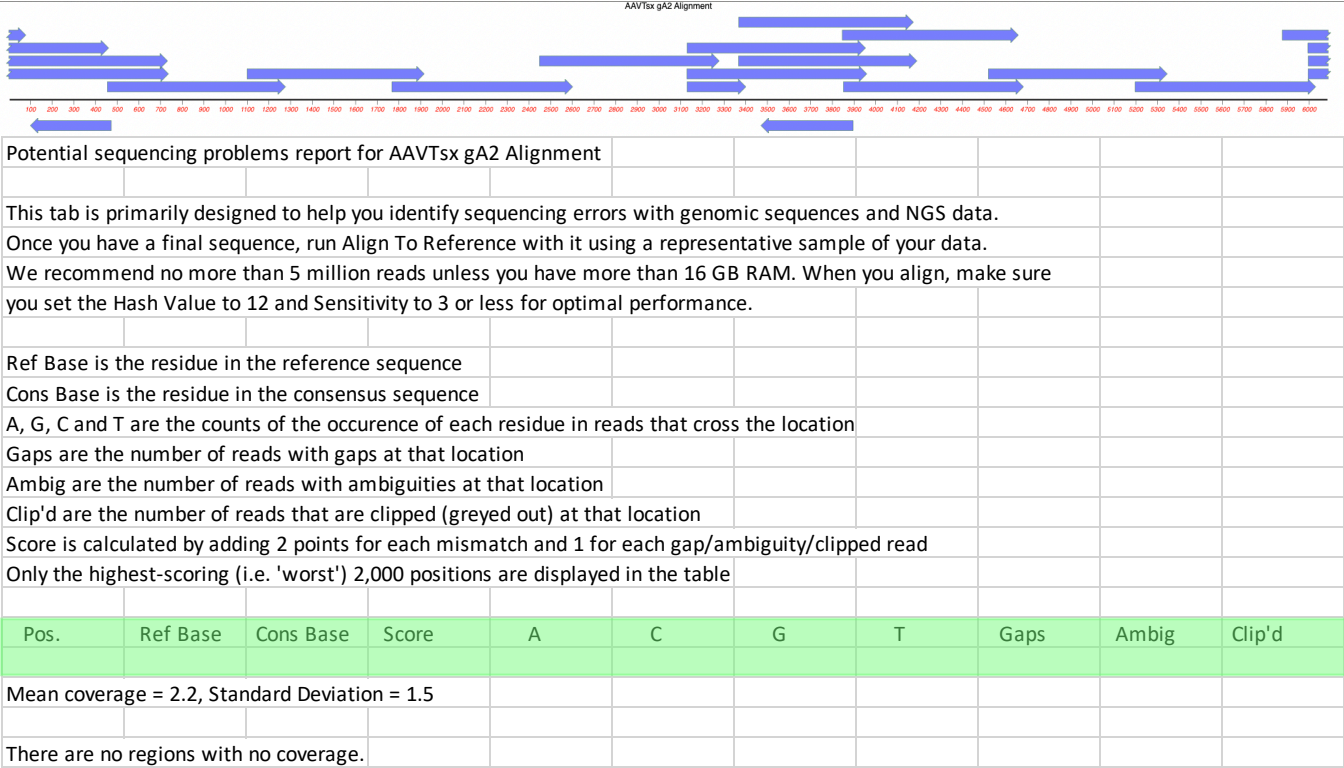 AAVTsx gA2 Alignment
100 200 300 400 500 600 700 800 900 1000 1100 1200 1300 1400 1500 1600 1700 1800 1900 2000 2100 2200 2300 2400 2500 2600 2700 2800 2900 3000 3100 3200 3300 3400 3500 3600 3700 3800 3900 4000 4100 4200 4300 4400 4500 4600 4700 4800 4900 5000 5100 5200 5300 5400 5500 5600 5700 5800 5900 6000
Potential sequencing problems report for AAVTsx gA2 Alignment
This tab is primarily designed to help you identify sequencing errors with genomic sequences and NGS data.
Once you have a final sequence, run Align To Reference with it using a representative sample of your data.
We recommend no more than 5 million reads unless you have more than 16 GB RAM. When you align, make sure
you set the Hash Value to 12 and Sensitivity to 3 or less for optimal performance.
Ref Base is the residue in the reference sequence
Cons Base is the residue in the consensus sequence
A, G, C and T are the counts of the occurence of each residue in reads that cross the location
Gaps are the number of reads with gaps at that location
Ambig are the number of reads with ambiguities at that location
Clip'd are the number of reads that are clipped (greyed out) at that location
Score is calculated by adding 2 points for each mismatch and 1 for each gap/ambiguity/clipped read
Only the highest-scoring (i.e. 'worst') 2,000 positions are displayed in the table
Pos. Ref Base Cons Base Score A C G T Gaps Ambig Clip'd
Mean coverage = 2.2, Standard Deviation = 1.5
There are no regions with no coverage.